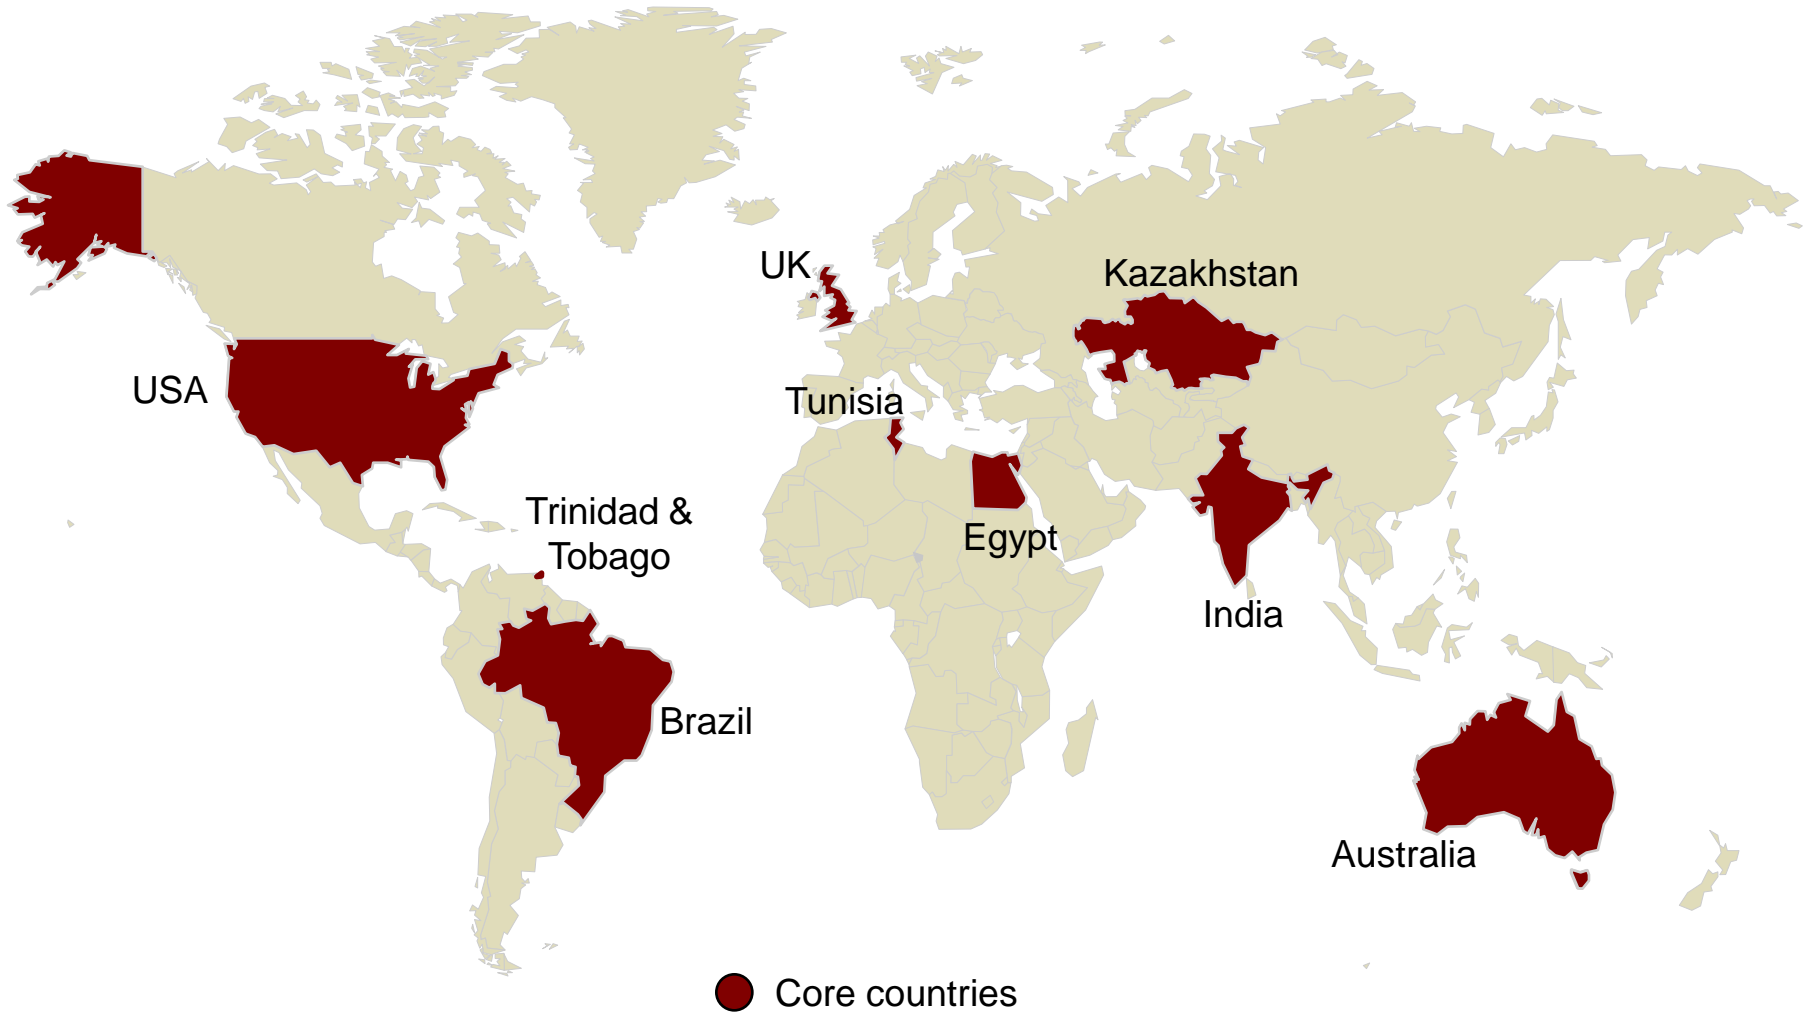 UK
Kazakhstan
USA
Tunisia
Trinidad &
Tobago
Egypt
India
Brazil
Australia
Core countries